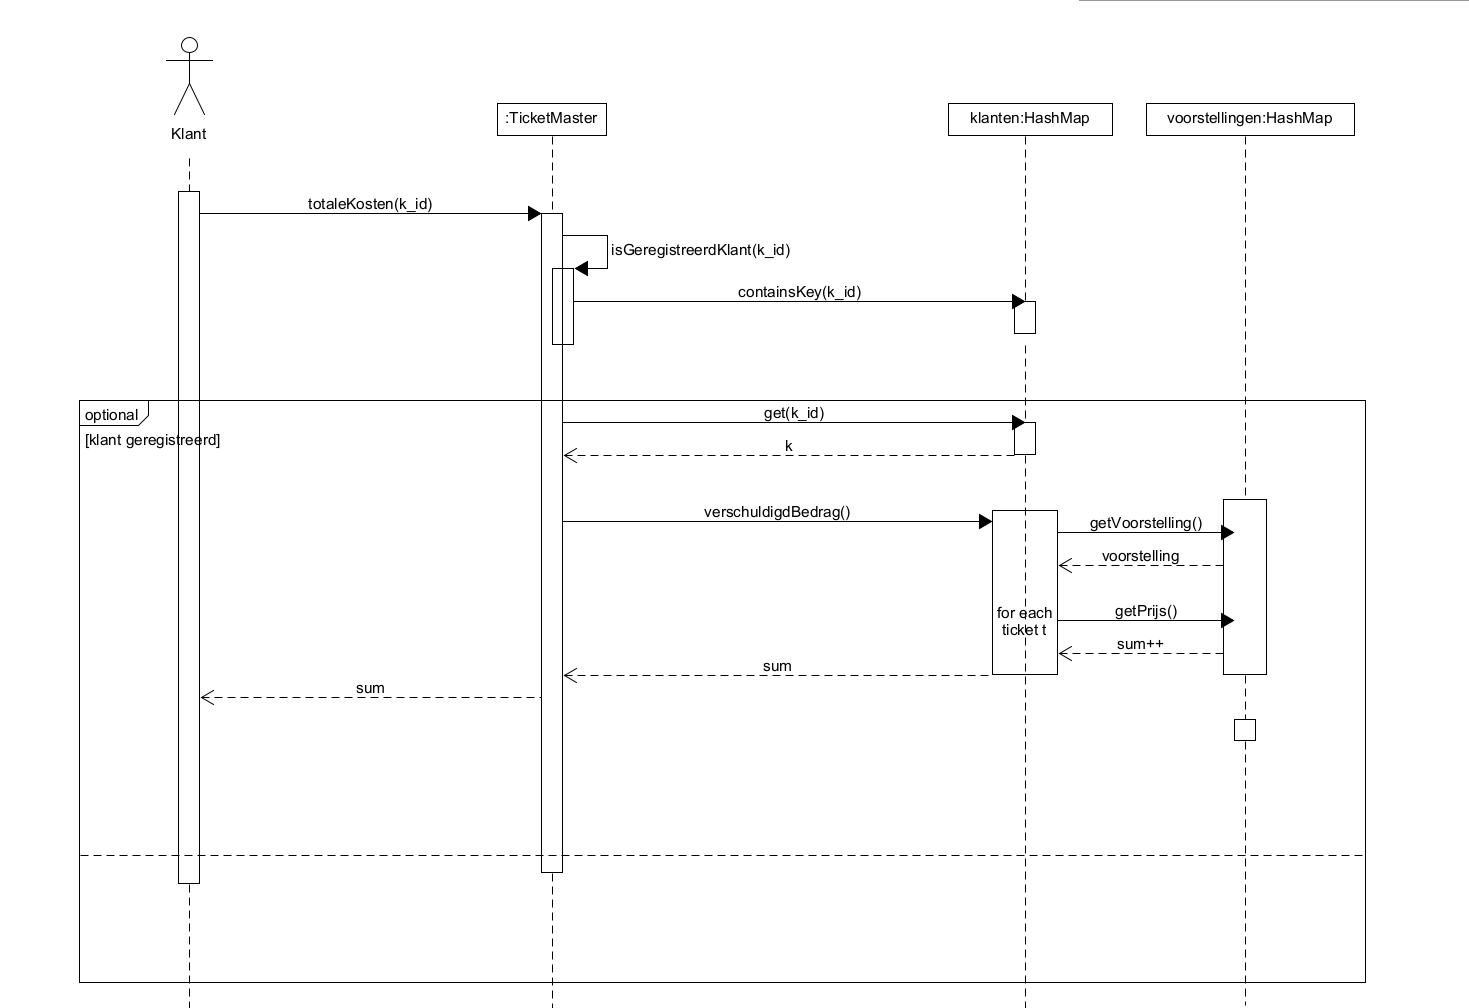 Klant
:TicketMaster
klanten:HashMap
voorstellingen:HashMap
totaleKosten(k_id)
isGeregistreerdKlant(k_id)
containsKey(k_id)
optional
[klant geregistreerd]
get(k_id)
k
verschuldigdBedrag()
getVoorstelling()
voorstelling
for each
ticket t
getPrijs()
sum++
sum
sum